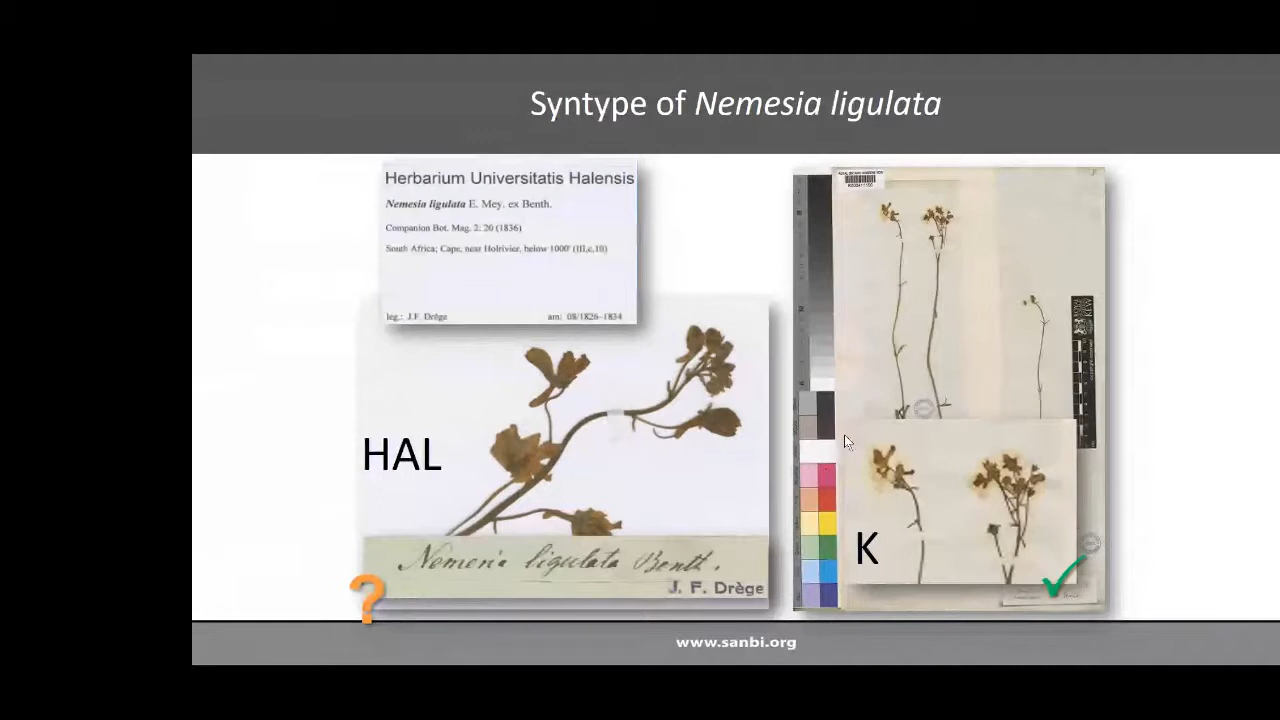 Syntype of Nemesia ligulata
Herbarium Universitatis Halensis
Nemesia ligulata E. Mey. ex Benth.
Companion Bot. Mag. 2: 20 (1836)
South Africa; Cape, near Holrivier, below 1000' (III,c,10)
leg.: J.F. Drège am: 08/1826-1834
HAL
Nemesia ligulata Benth.
J. F. Drège
?
K
KEW
www.sanbi.org